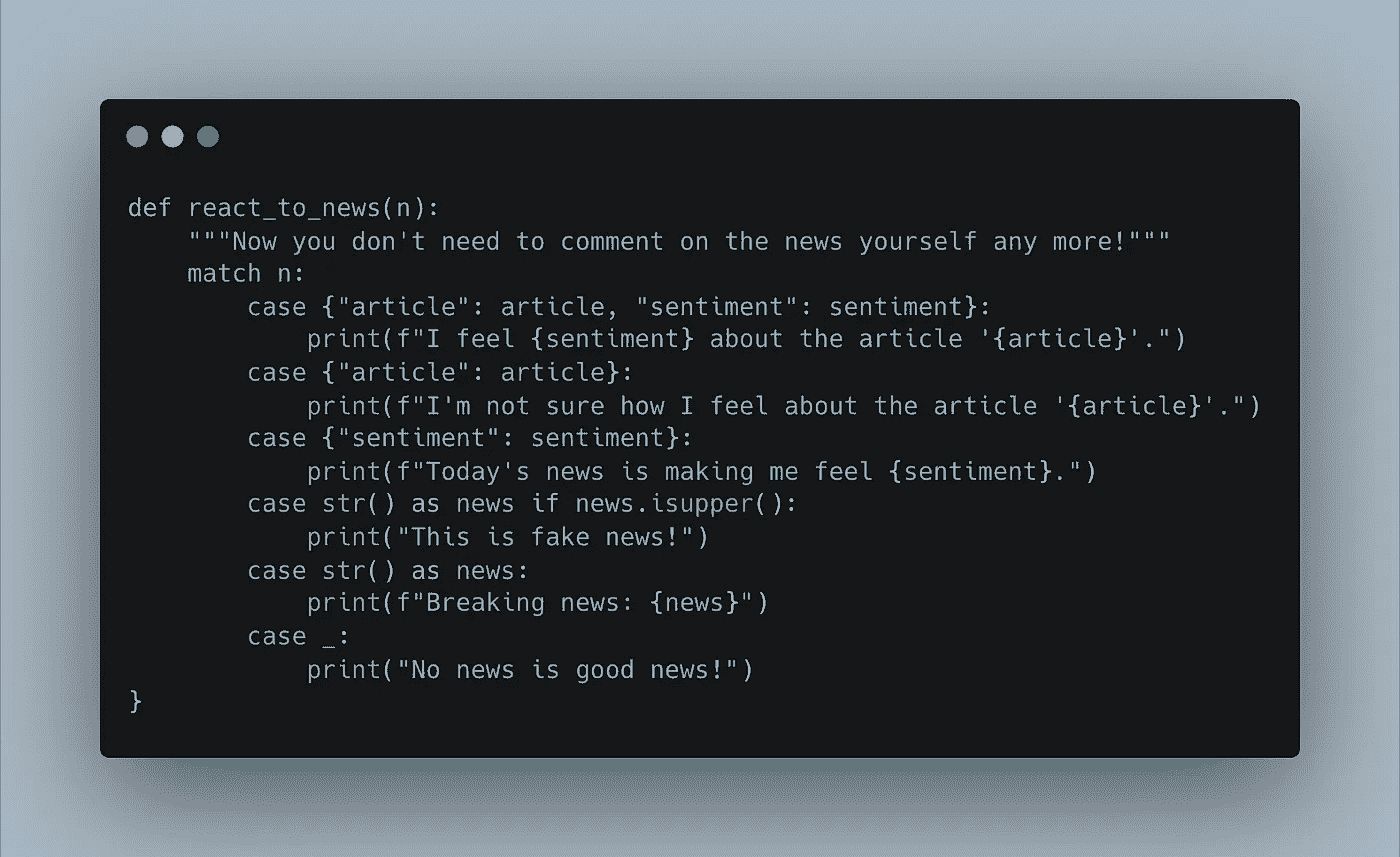 def react_to_news(n):
    """Now you don't need to comment on the news yourself any more!"""
    match n:
        case {"article": article, "sentiment": sentiment}:
            print(f"I feel {sentiment} about the article '{article}'.")
        case {"article": article}:
            print(f"I'm not sure how I feel about the article '{article}'.")
        case {"sentiment": sentiment}:
            print(f"Today's news is making me feel {sentiment}.")
        case str() as news if news.isupper():
            print("This is fake news!")
        case str() as news:
            print(f"Breaking news: {news}")
        case _:
            print("No news is good news!")
}